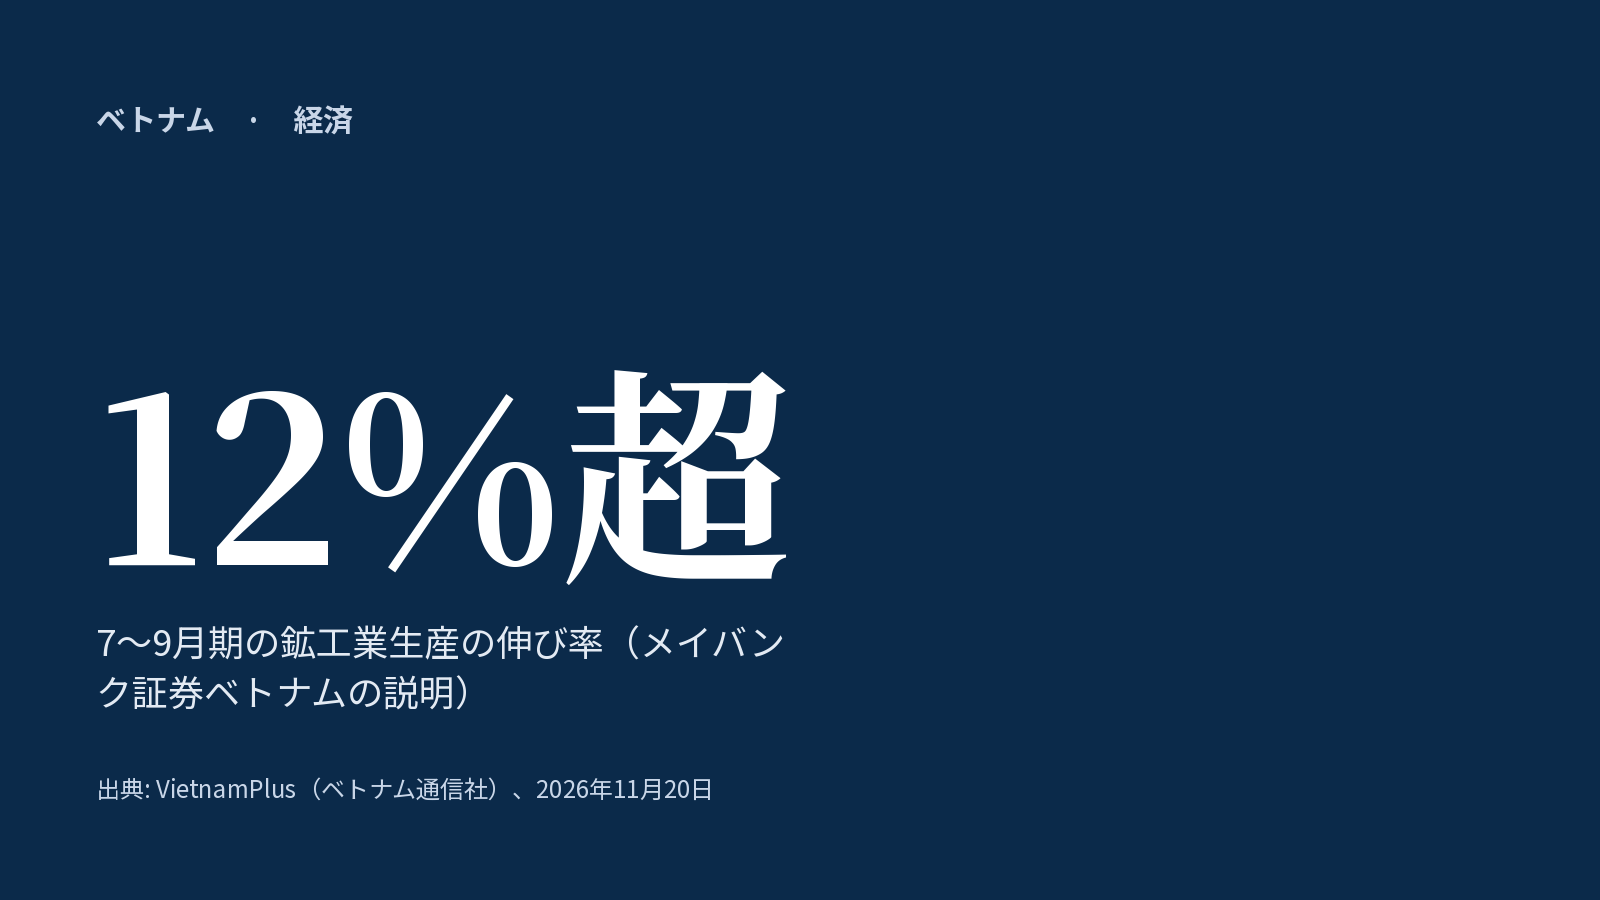 ベトナム · 経済
12%超
7〜9月期の鉱工業生産の伸び率（メイバン
ク証券ベトナムの説明）
出典: VietnamPlus（ベトナム通信社）、2026年11月20日